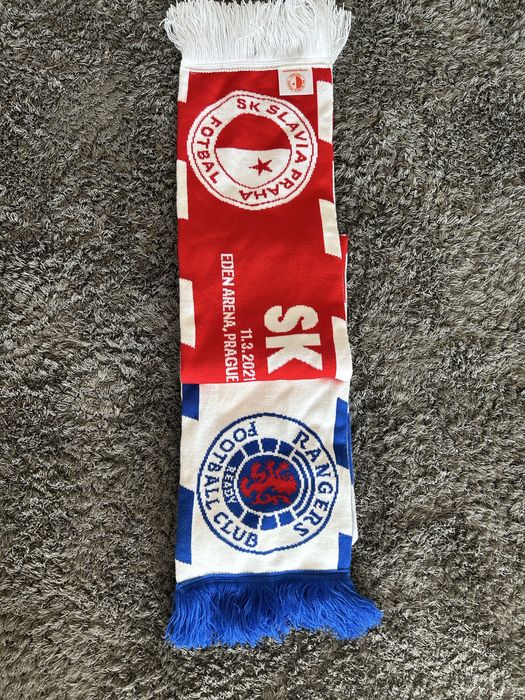 SK SLAVIA PRAHA
FOTBAL
SK
11.3.2021
EDEN ARENA, PRAGUE
RANGERS
FOOTBALL CLUB
READY